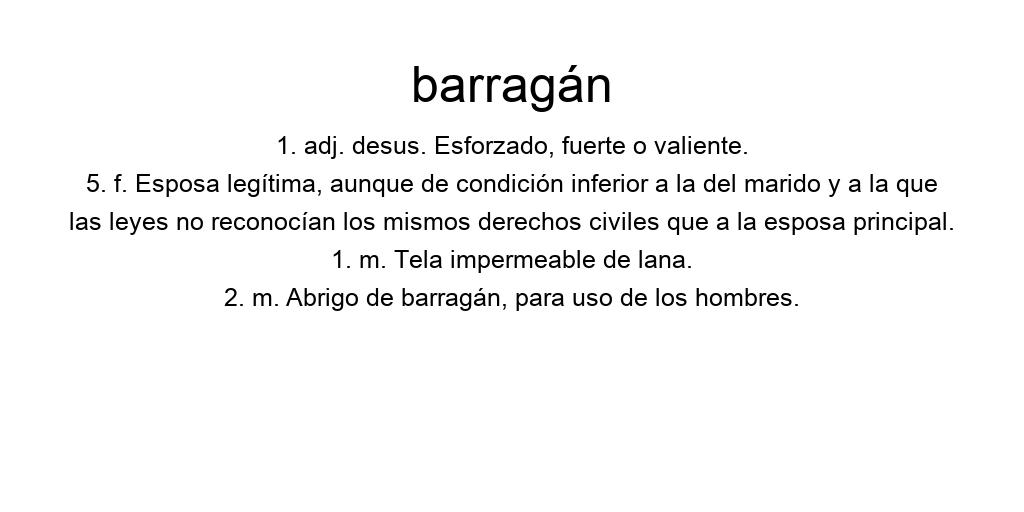 barragán
1. adj. desus. Esforzado, fuerte o valiente.
5. f. Esposa legítima, aunque de condición inferior a la del marido y a la que
las leyes no reconocían los mismos derechos civiles que a la esposa principal.
1. m. Tela impermeable de lana.
2. m. Abrigo de barragán, para uso de los hombres.